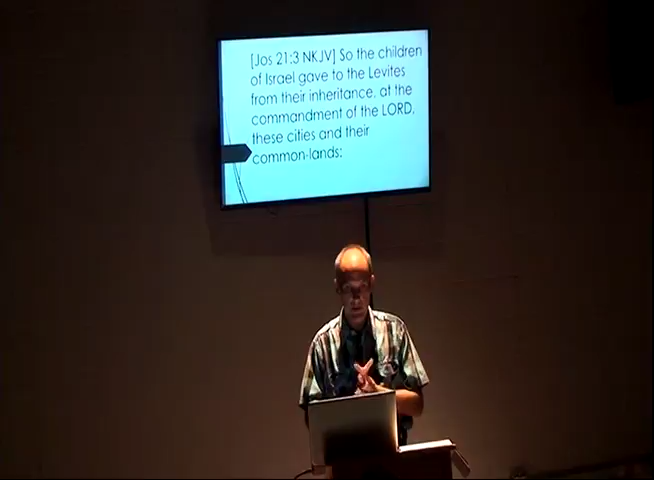 [Jos 21:3 NKJV] So the children
of Israel gave to the Levites
from their inheritance, at the
commandment of the LORD,
these cities and their
common-lands: